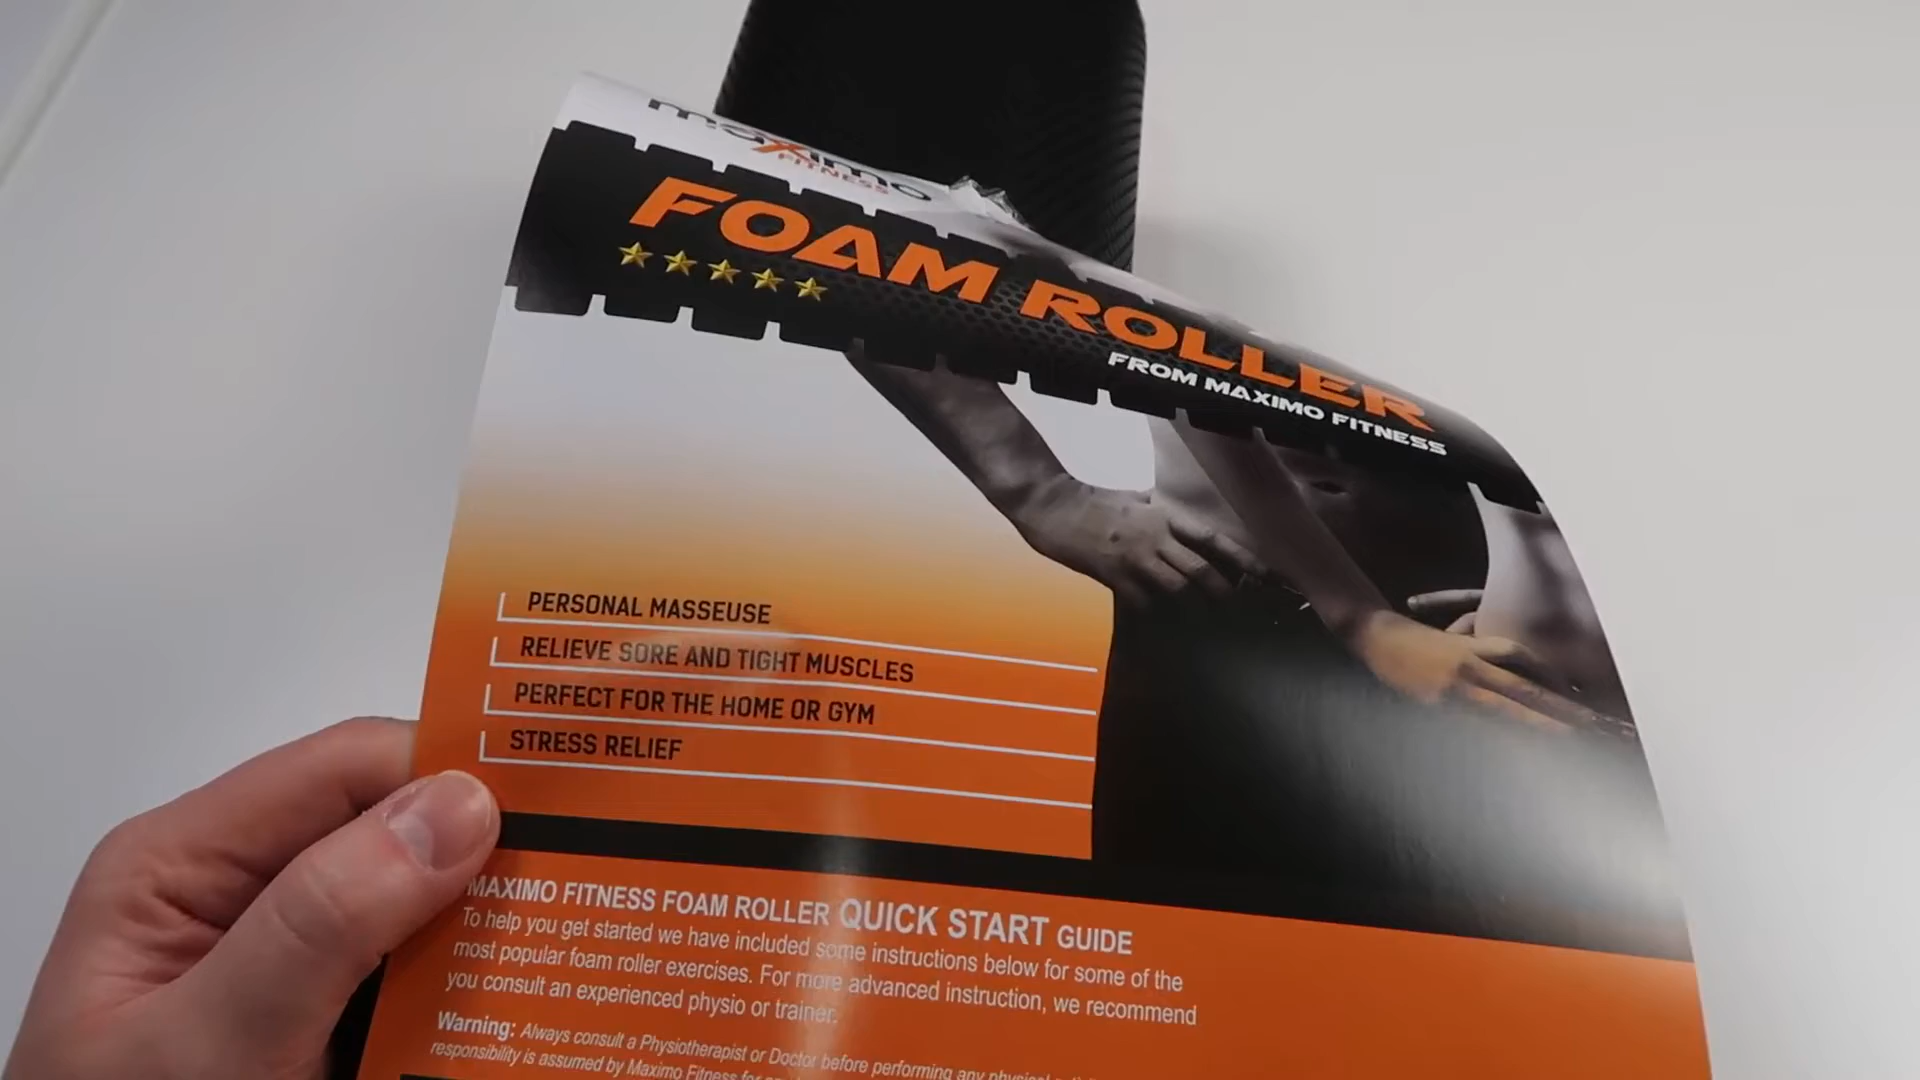 maximo
FITNESS
FOAM ROLLER
FROM MAXIMO FITNESS
PERSONAL MASSEUSE
RELIEVE SORE AND TIGHT MUSCLES
PERFECT FOR THE HOME OR GYM
STRESS RELIEF
MAXIMO FITNESS FOAM ROLLER QUICK START GUIDE
To help you get started we have included some instructions below for some of the
most popular foam roller exercises. For more advanced instruction, we recommend
you consult an experienced physio or trainer.
Warning: Always consult a Physiotherapist or Doctor before performing any physical
responsibility is assumed by Maximo Fitness for